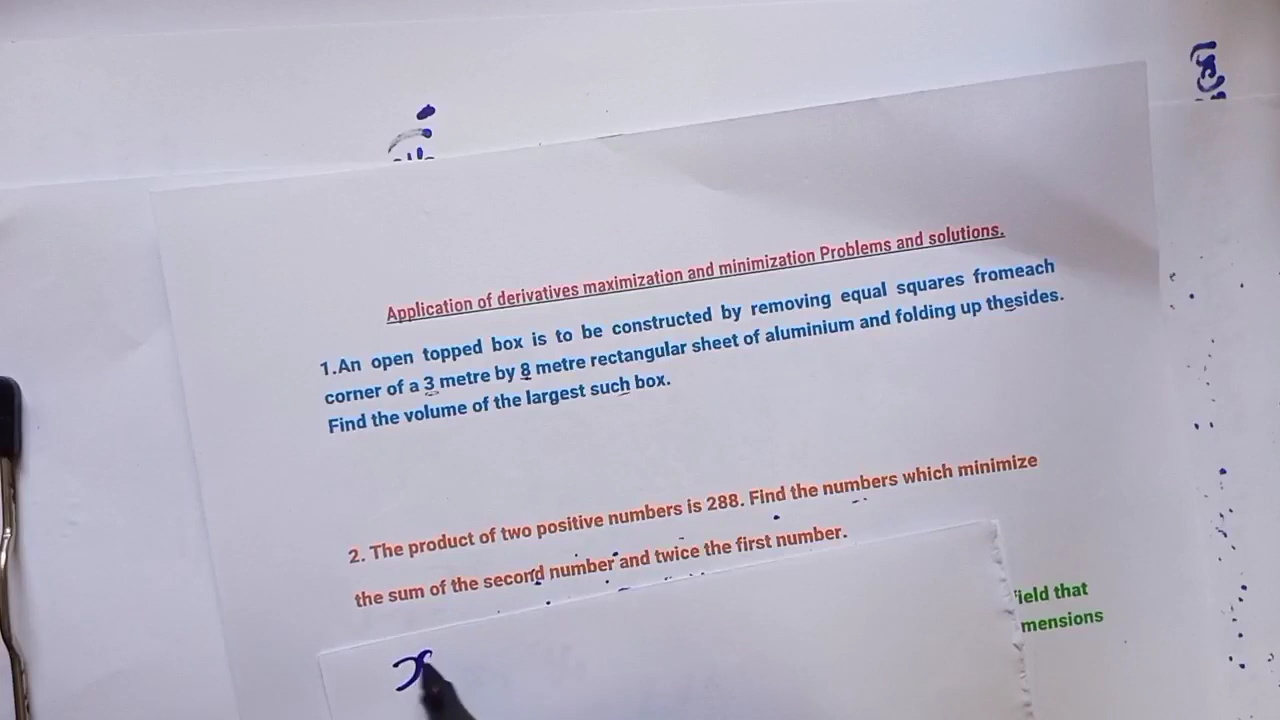 Application of derivatives maximization and minimization Problems and solutions.
1.An open topped box is to be constructed by removing equal squares fromeach
corner of a 3 metre by 8 metre rectangular sheet of aluminium and folding up thesides.
Find the volume of the largest such box.
2. The product of two positive numbers is 288. Find the numbers which minimize
the sum of the second number and twice the first number.
ield that
mensions
x